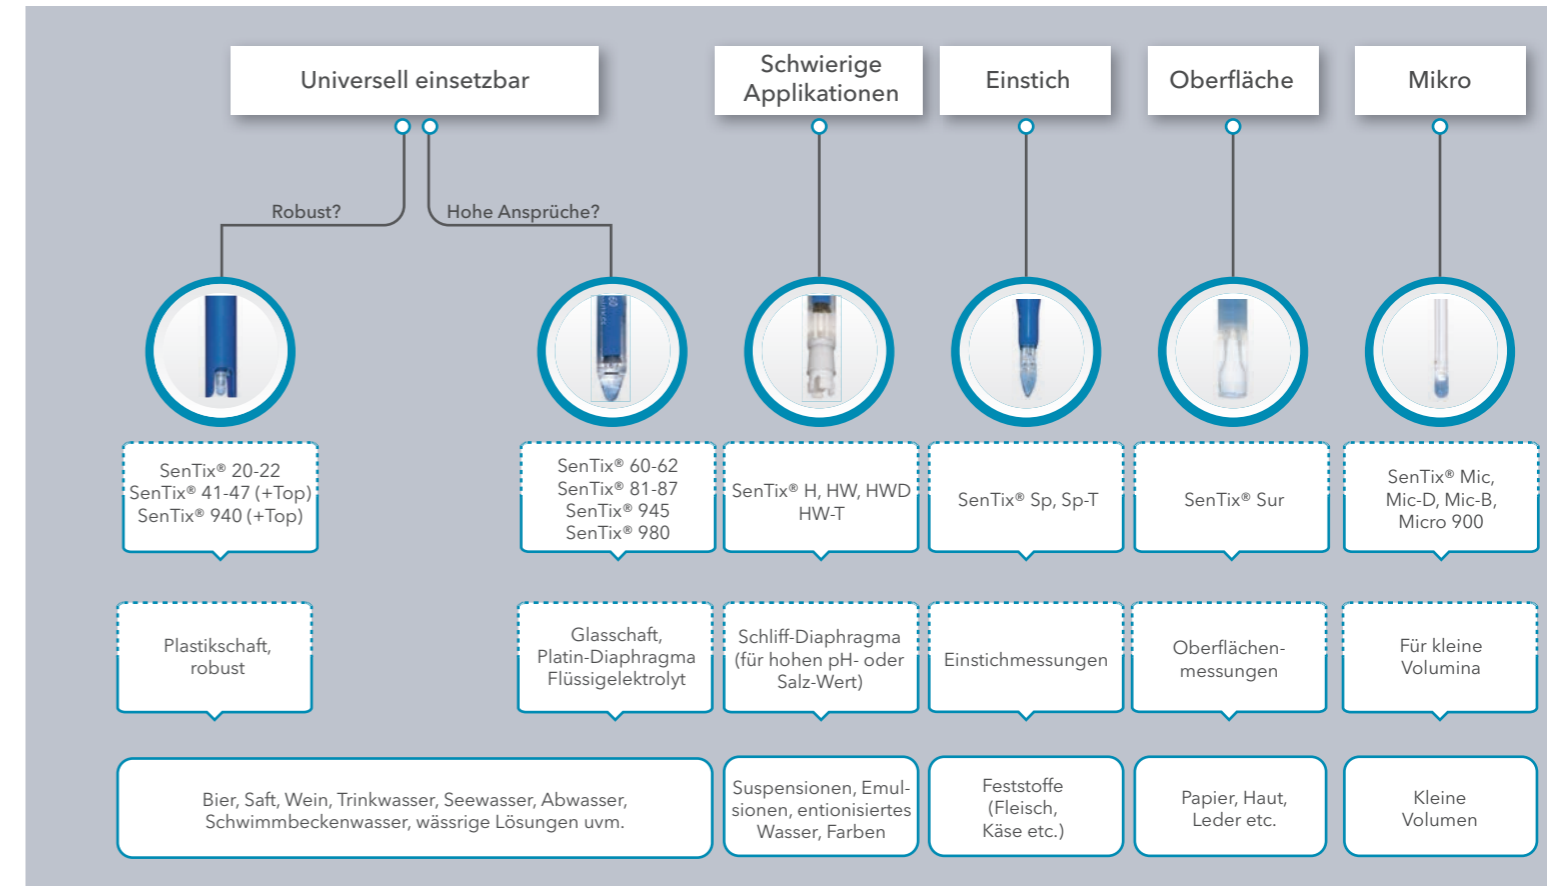 Universell einsetzbar
Schwierige
Applikationen
Einstich
Oberfläche
Mikro
Robust?
Hohe Ansprüche?
60
SenTix® 20-22
SenTix® 41-47 (+Top)
SenTix® 940 (+Top)
SenTix® 60-62
SenTix® 81-87
SenTix® 945
SenTix® 980
SenTix® H, HW, HWD
HW-T
SenTix® Sp, Sp-T
SenTix® Sur
SenTix® Mic,
Mic-D, Mic-B,
Micro 900
Plastikschaft,
robust
Glasschaft,
Platin-Diaphragma
Flüssigelektrolyt
Schliff-Diaphragma
(für hohen pH- oder
Salz-Wert)
Einstichmessungen
Oberflächen-
messungen
Für kleine
Volumina
Bier, Saft, Wein, Trinkwasser, Seewasser, Abwasser,
Schwimmbeckenwasser, wässrige Lösungen uvm.
Suspensionen, Emul-
sionen, entionisiertes
Wasser, Farben
Feststoffe
(Fleisch,
Käse etc.)
Papier, Haut,
Leder etc.
Kleine
Volumen